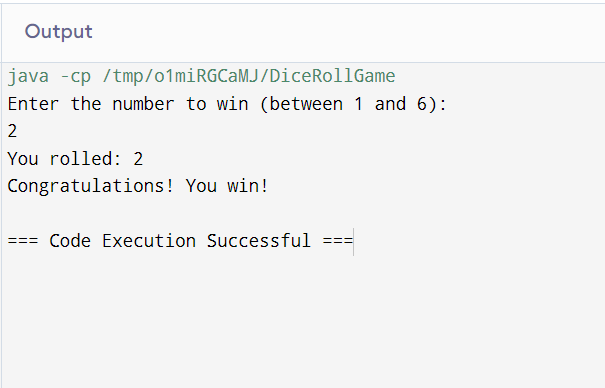 Output
java -cp /tmp/o1miRGCaMJ/DiceRollGame
Enter the number to win (between 1 and 6):
2
You rolled: 2
Congratulations! You win!
=== Code Execution Successful ===